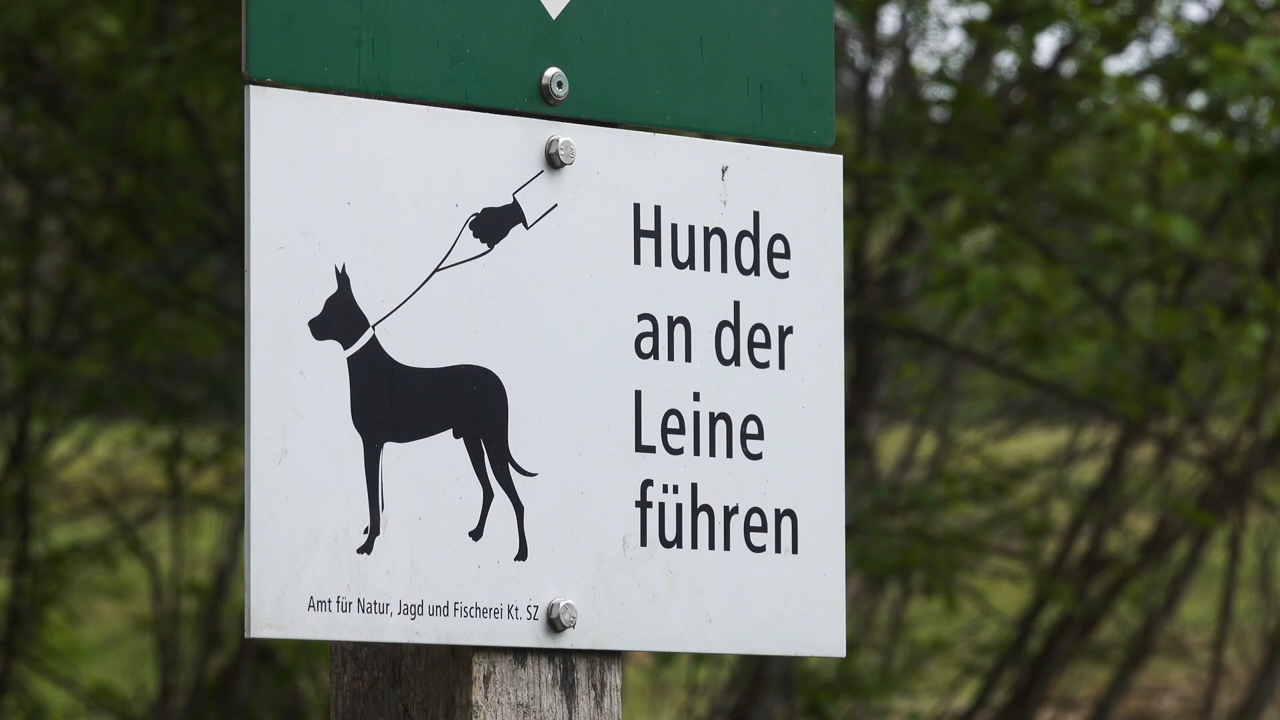 Hunde
an der
Leine
führen
Amt für Natur, Jagd und Fischerei Kt. SZ